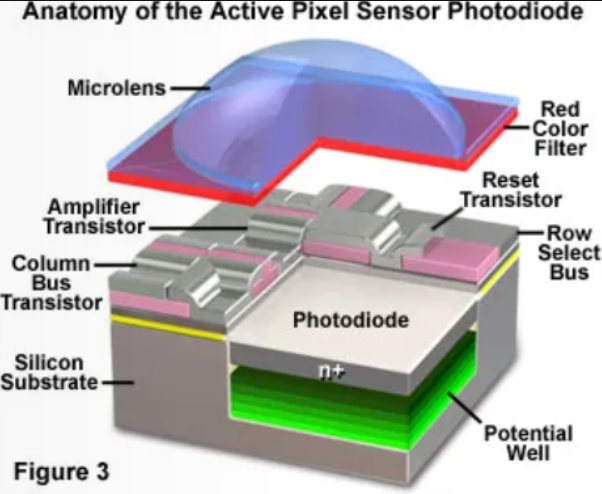 Anatomy of the Active Pixel Sensor Photodiode
Microlens
Red
Color
Filter
Amplifier
Transistor
Reset
Transistor
Column
Bus
Transistor
Row
Select
Bus
Photodiode
n+
Silicon
Substrate
Potential
Well
Figure 3